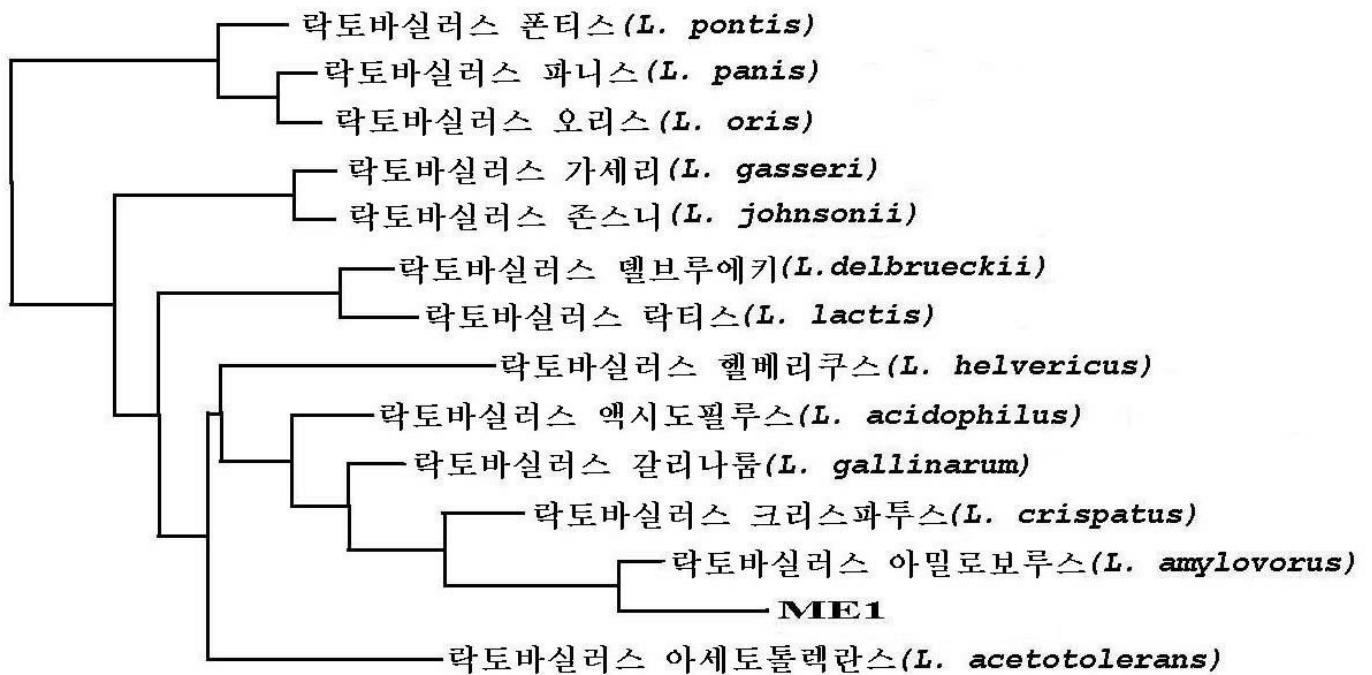 락토바실러스 폰티스(L. pontis)
락토바실러스 파니스(L. panis)
락토바실러스 오리스(L. oris)
락토바실러스 가세리(L. gasseri)
락토바실러스 존스니(L. johnsonii)
락토바실러스 델브루에키(L.delbrueckii)
락토바실러스 락티스(L. lactis)
락토바실러스 헬베리쿠스(L. helvericus)
락토바실러스 액시도필루스(L. acidophilus)
락토바실러스 갈리나룸(L. gallinarum)
락토바실러스 크리스파투스(L. crispatus)
락토바실러스 아밀로보루스(L. amylovorus)
ME1
락토바실러스 아세토톨렉란스(L. acetotolerans)